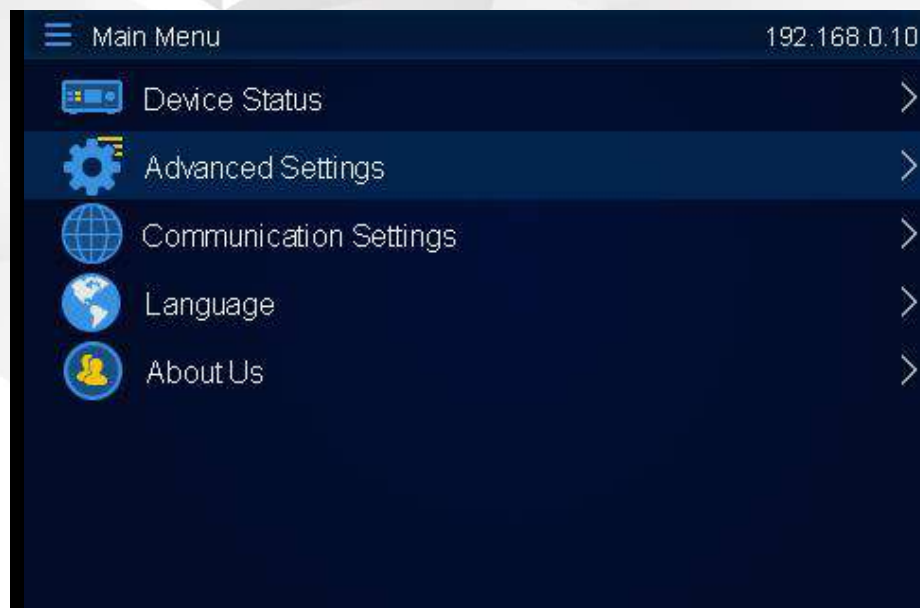 Main Menu 192.168.0.10
Device Status
Advanced Settings
Communication Settings
Language
About Us